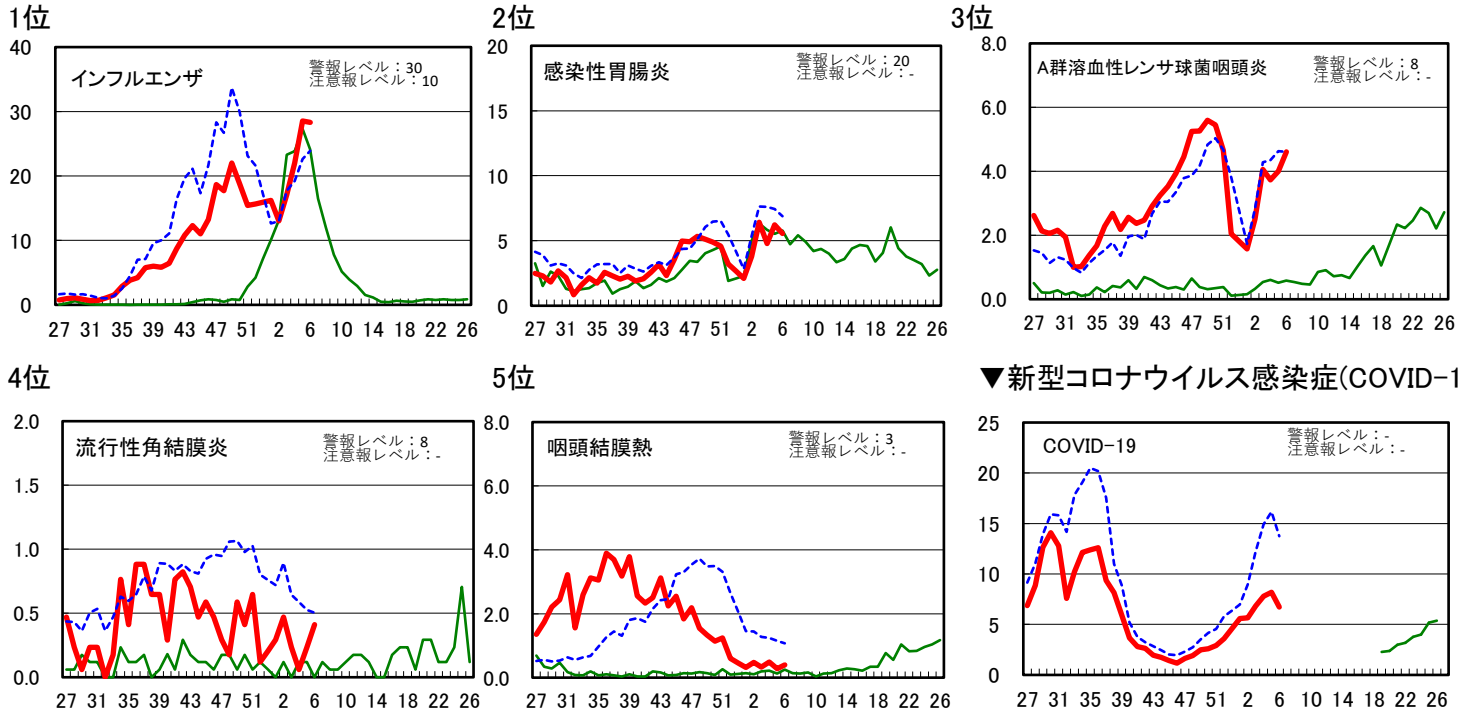 1位
40
30
20
10
0
インフルエンザ
警報レベル：30
注意報レベル：10
27 31 35 39 43 47 51 2 6 10 14 18 22 26
2位
20
15
10
5
0
感染性胃腸炎
警報レベル：20
注意報レベル：-
27 31 35 39 43 47 51 2 6 10 14 18 22 26
3位
8.0
6.0
4.0
2.0
0.0
A群溶血性レンサ球菌咽頭炎
警報レベル：8
注意報レベル：-
27 31 35 39 43 47 51 2 6 10 14 18 22 26
4位
2.0
1.5
1.0
0.5
0.0
流行性角結膜炎
警報レベル：8
注意報レベル：-
27 31 35 39 43 47 51 2 6 10 14 18 22 26
5位
8.0
6.0
4.0
2.0
0.0
咽頭結膜熱
警報レベル：3
注意報レベル：-
27 31 35 39 43 47 51 2 6 10 14 18 22 26
▼新型コロナウイルス感染症(COVID-1
25
20
15
10
5
0
COVID-19
警報レベル：-
注意報レベル：-
27 31 35 39 43 47 51 2 6 10 14 18 22 26